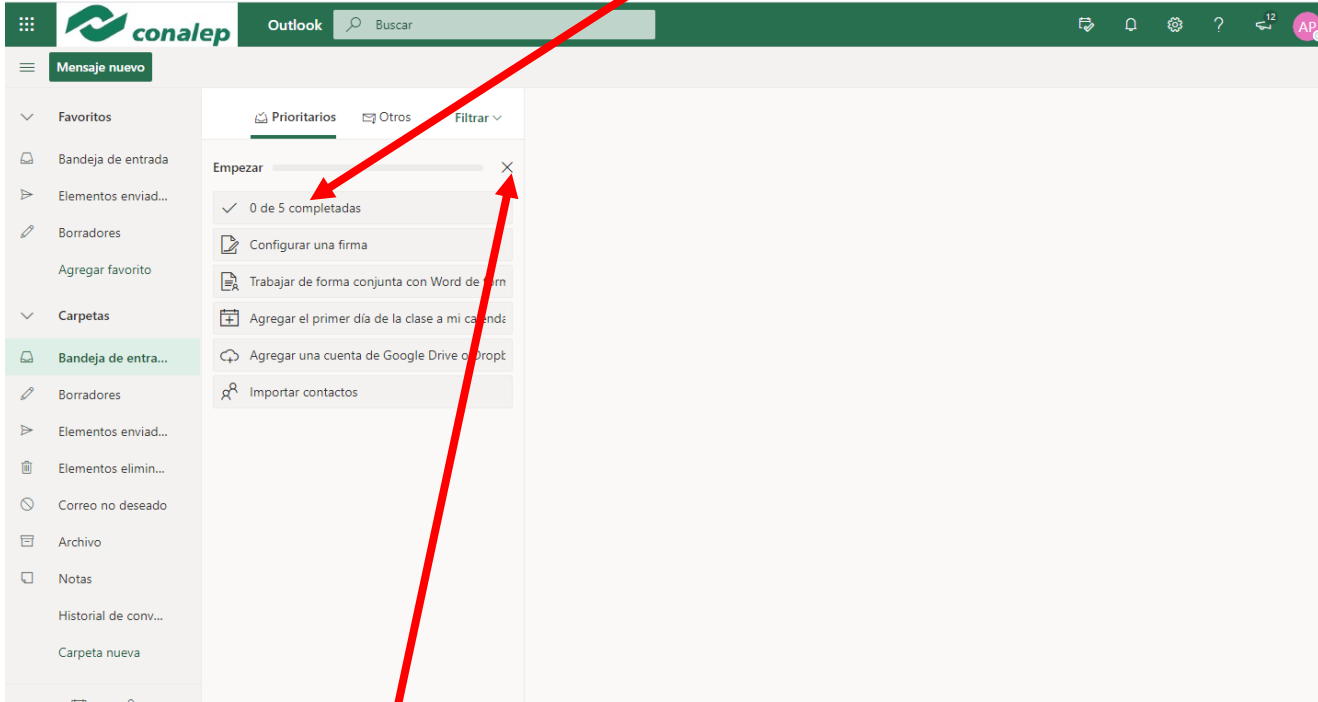 conalep
Outlook
Buscar
12
AP
Mensaje nuevo
Favoritos
Bandeja de entrada
Elementos enviad...
Borradores
Agregar favorito
Carpetas
Bandeja de entra...
Borradores
Elementos enviad...
Elementos elimin...
Correo no deseado
Archivo
Notas
Historial de conv...
Carpeta nueva
Prioritarios
Otros
Filtrar
Empezar
0 de 5 completadas
Configurar una firma
Trabajar de forma conjunta con Word de
Agregar el primer día de la clase a mi
Agregar una cuenta de Google Drive o
Importar contactos